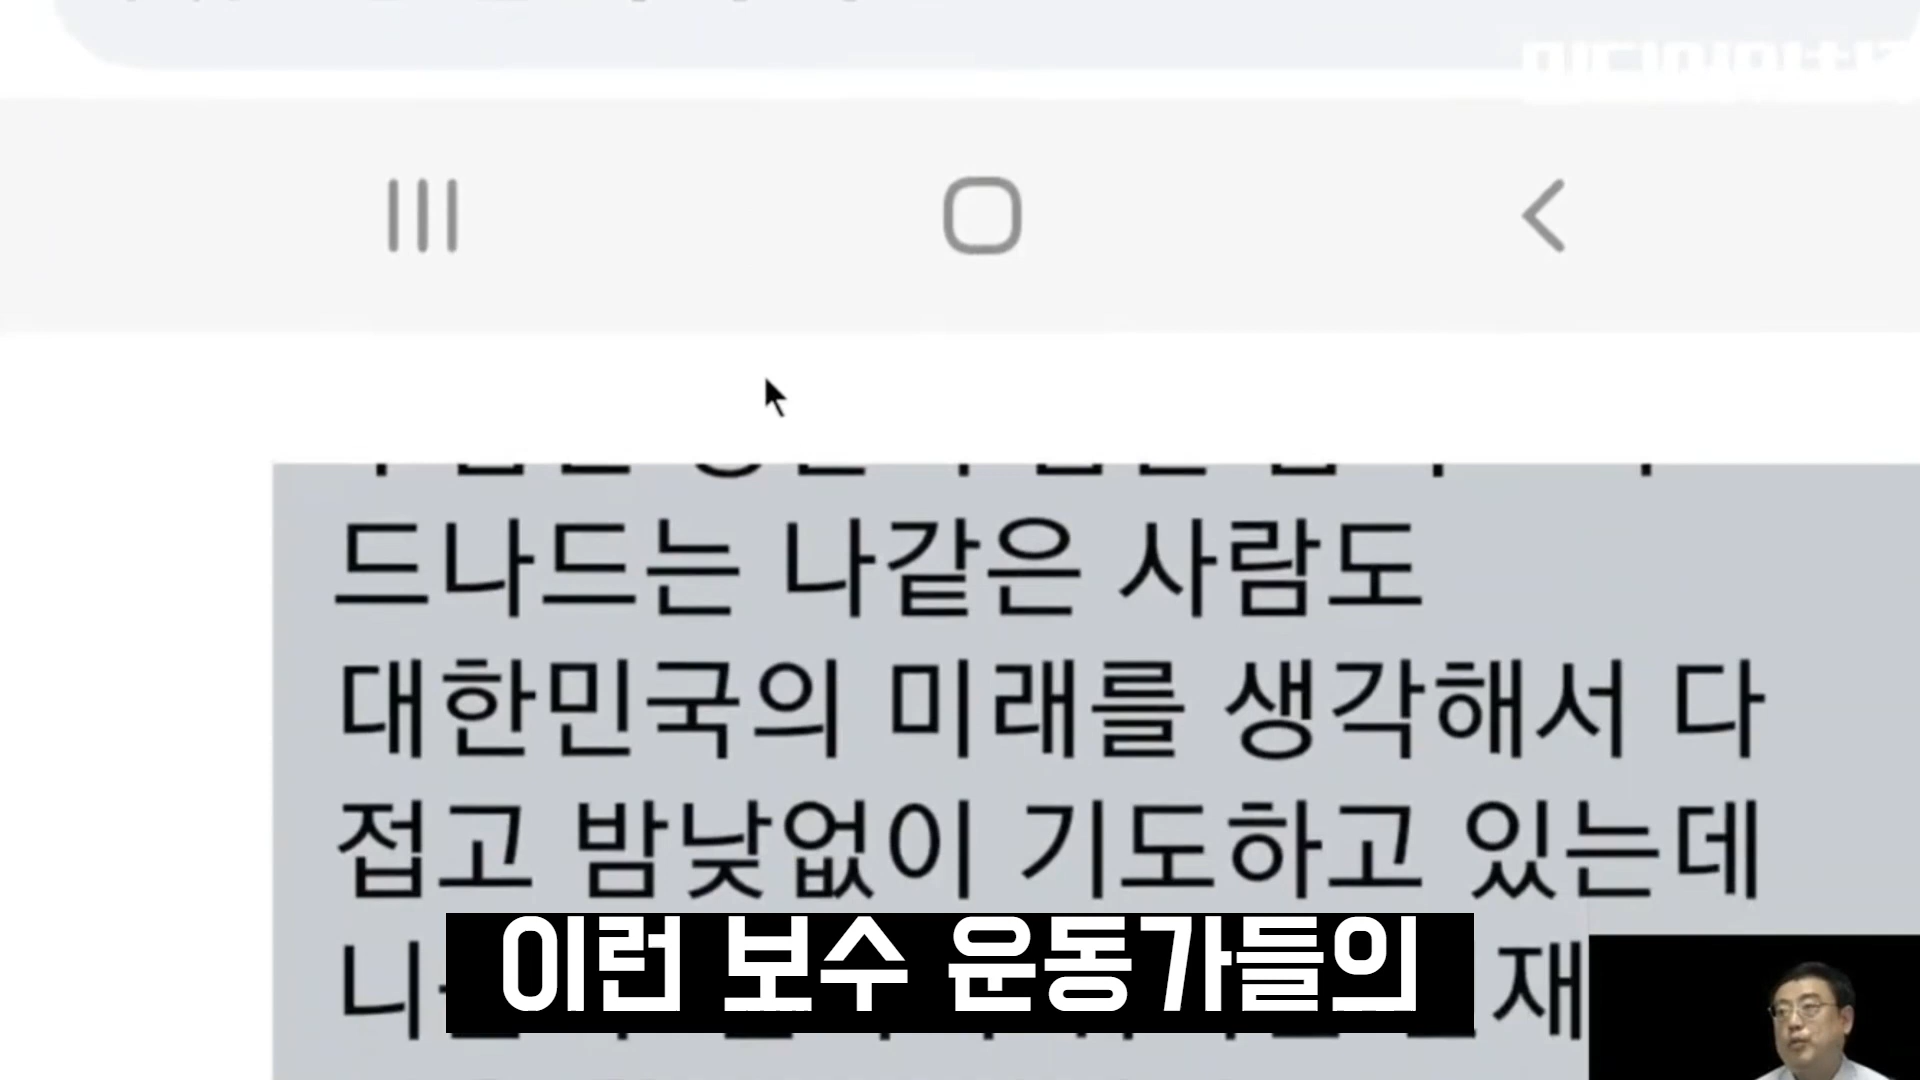 드나드는 나같은 사람도
대한민국의 미래를 생각해서 다
접고 밤낮없이 기도하고 있는데
이런 보수 운동가들의
재